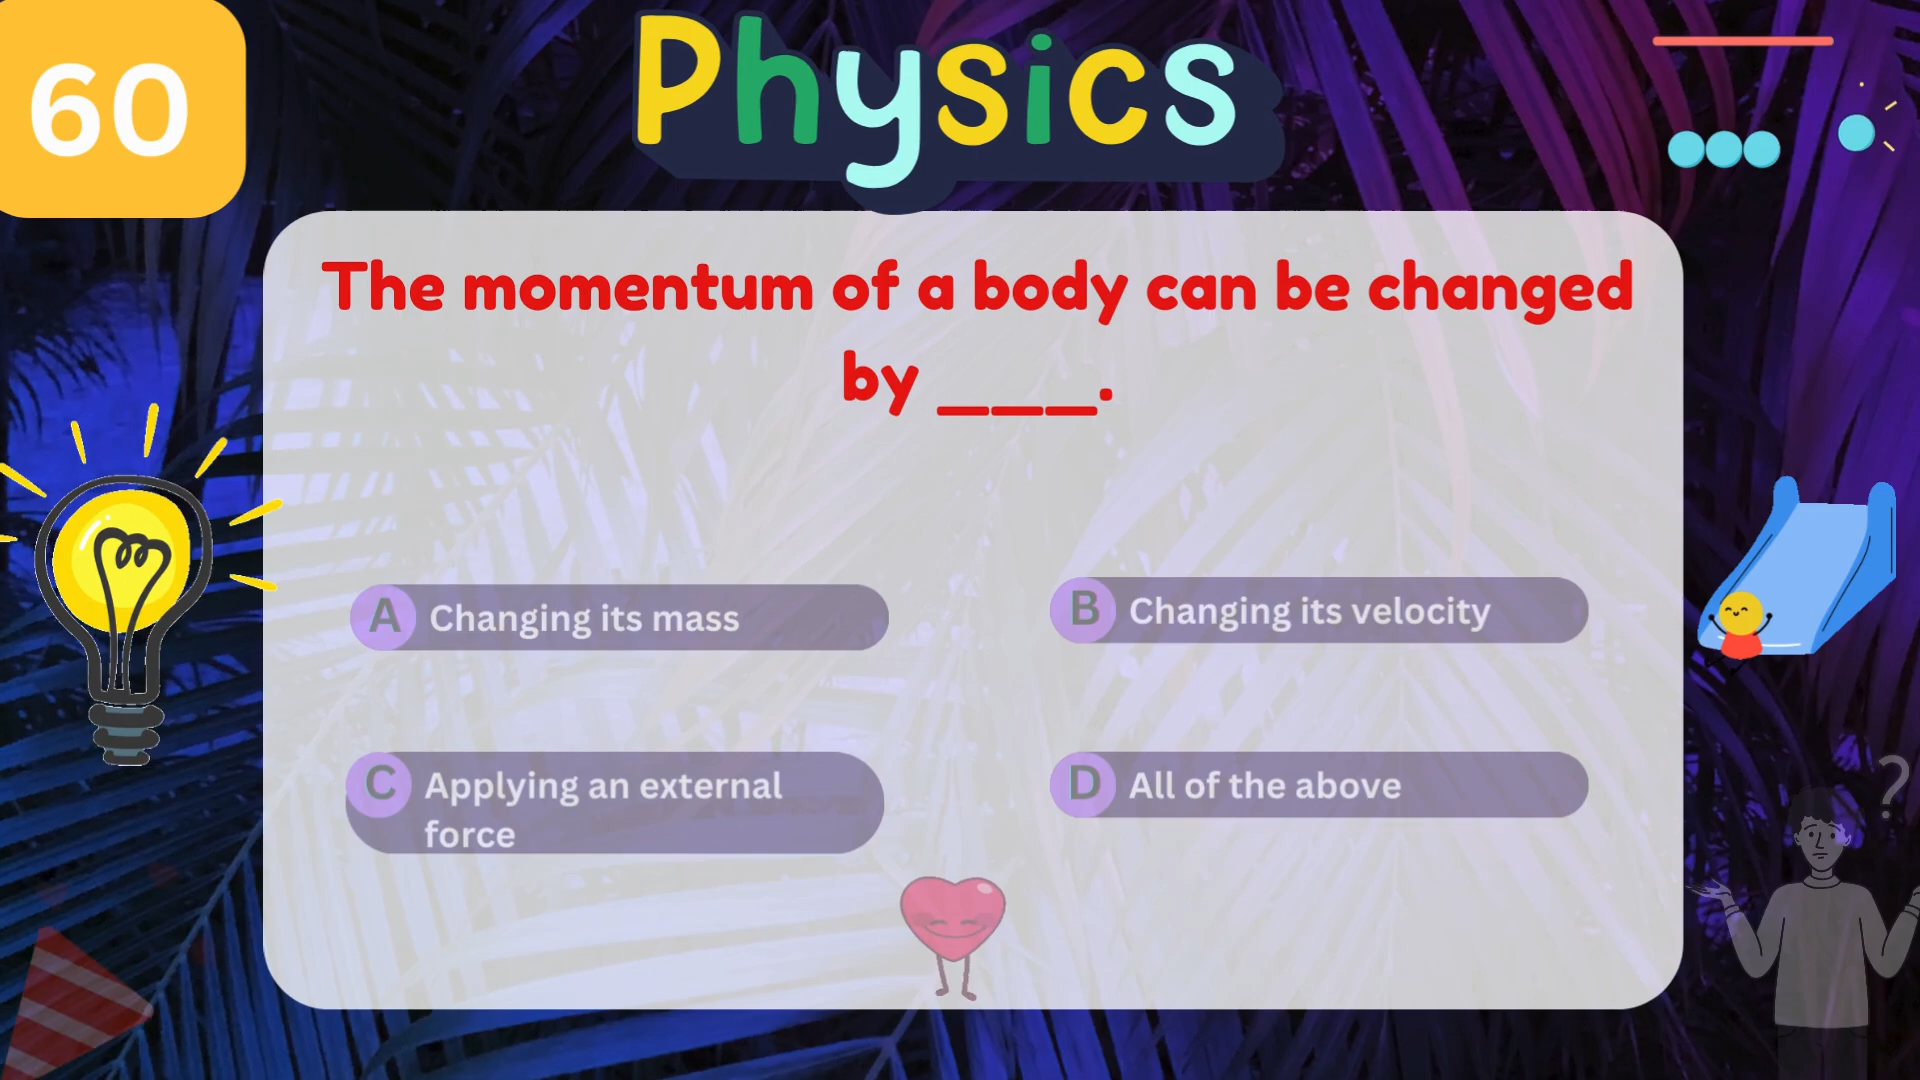 60
Physics
The momentum of a body can be changed
by ___.
A Changing its mass
B Changing its velocity
C Applying an external
force
D All of the above
?